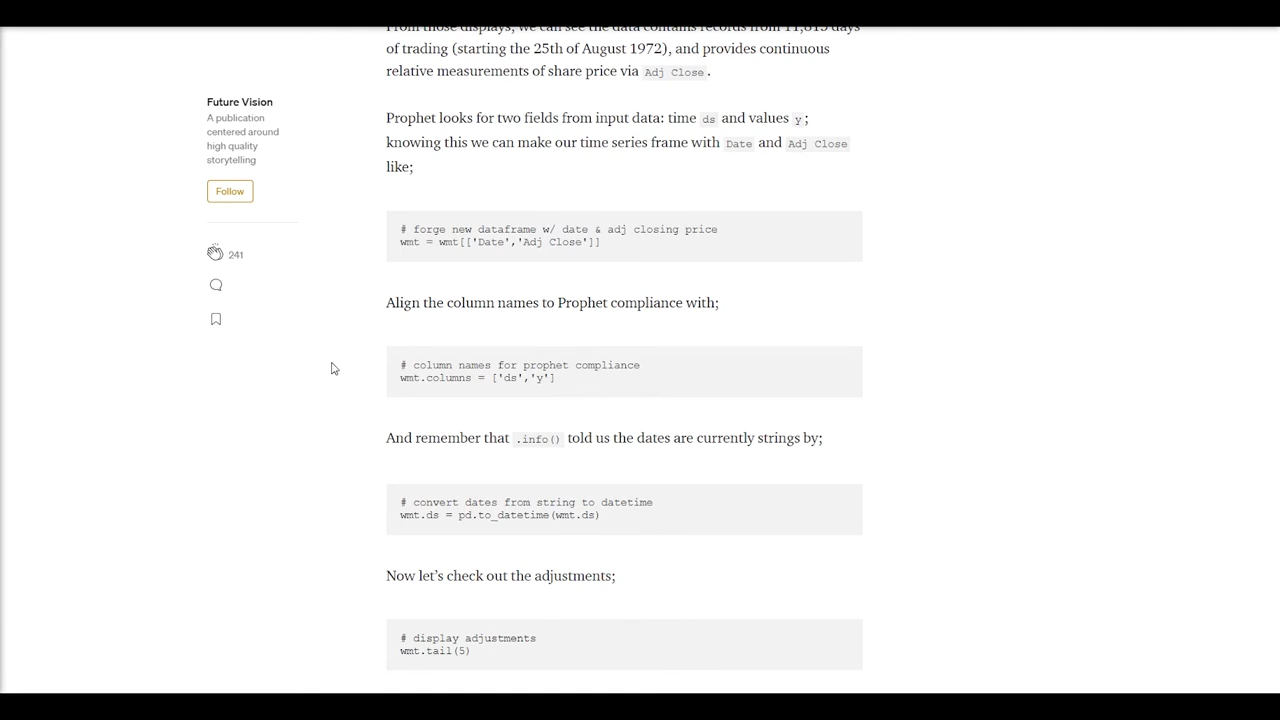 From those displays, we can see the data contains records from 11,815 days
of trading (starting the 25th of August 1972), and provides continuous
relative measurements of share price via Adj Close.
Future Vision
A publication
centered around
high quality
storytelling
Follow
241
Prophet looks for two fields from input data: time ds and values y;
knowing this we can make our time series frame with Date and Adj Close
like;
# forge new dataframe w/ date & adj closing price
wmt = wmt[['Date','Adj Close']]
Align the column names to Prophet compliance with;
# column names for prophet compliance
wmt.columns = ['ds','y']
And remember that .info() told us the dates are currently strings by;
# convert dates from string to datetime
wmt.ds = pd.to_datetime(wmt.ds)
Now let’s check out the adjustments;
# display adjustments
wmt.tail(5)